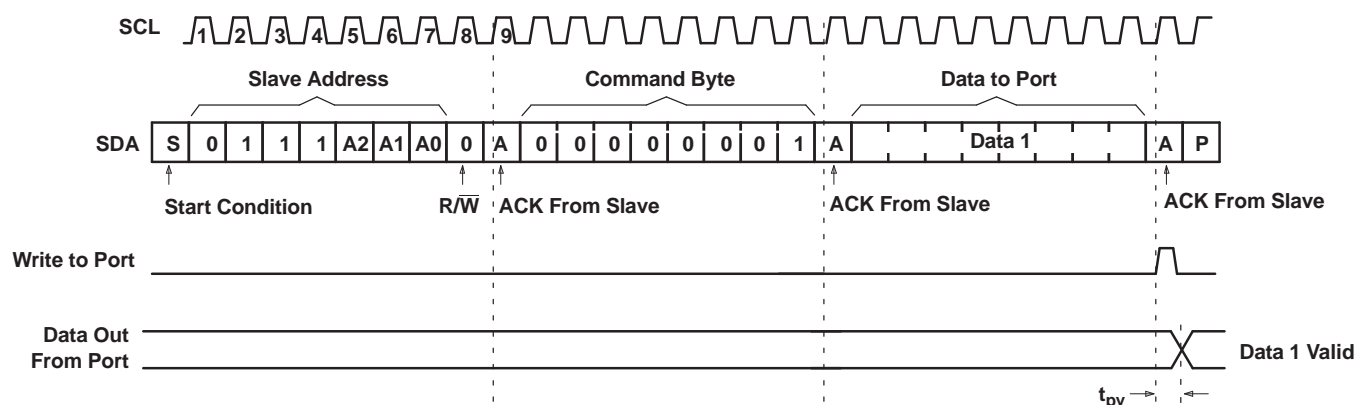 SCL 1 2 3 4 5 6 7 8 9
Slave Address Command Byte Data to Port
SDA S 0 1 1 1 A2 A1 A0 0 A 0 0 0 0 0 0 0 1 A Data 1 A P
Start Condition R/W̅ ACK From Slave ACK From Slave ACK From Slave
Write to Port
Data Out
From Port
Data 1 Valid
tpv